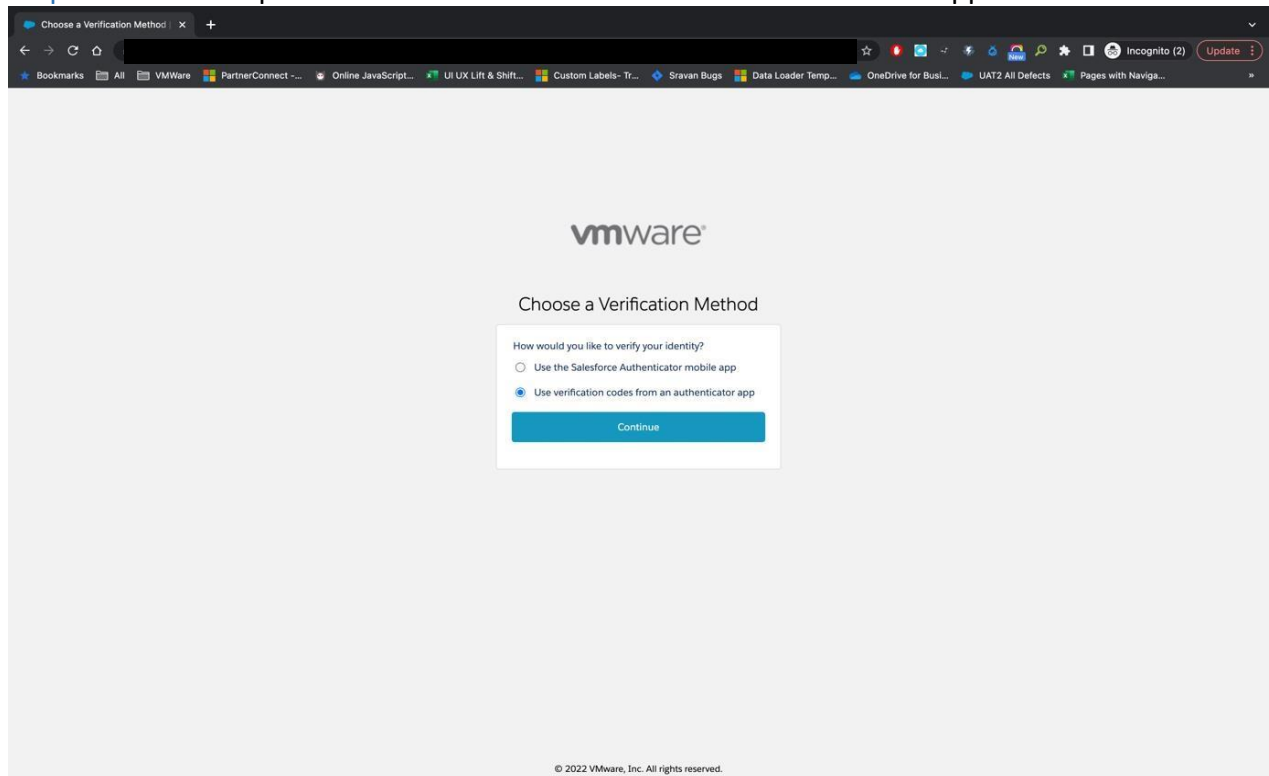 Choose a Verification Method
Incognito (2)
Update
Bookmarks
All
VMWare
PartnerConnect -...
Online JavaScript...
UI UX Lift & Shift...
Custom Labels- Tr...
Sravan Bugs
Data Loader Temp...
OneDrive for Busi...
UAT2 All Defects
Pages with Naviga...
»
New
vmware®
Choose a Verification Method
How would you like to verify your identity?
Use the Salesforce Authenticator mobile app
Use verification codes from an authenticator app
Continue
© 2022 VMware, Inc. All rights reserved.